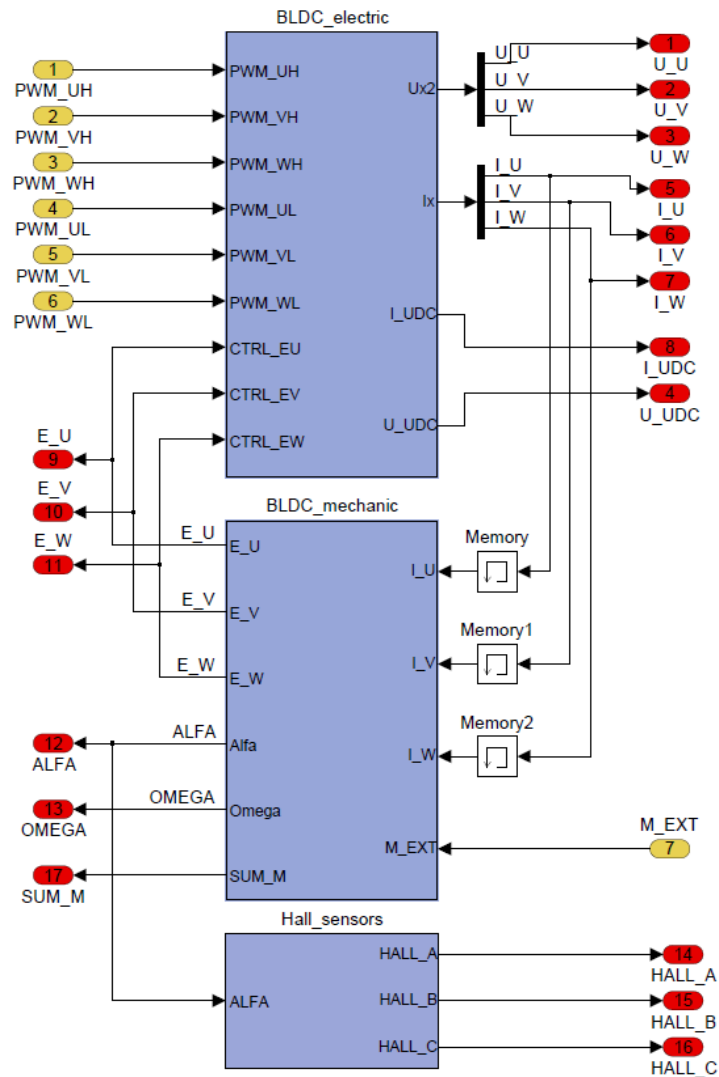 BLDC_electric
1
PWM_UH
2
PWM_VH
3
PWM_WH
4
PWM_UL
5
PWM_VL
6
PWM_WL
PWM_UH
PWM_VH
PWM_WH
PWM_UL
PWM_VL
PWM_WL
CTRL_EU
CTRL_EV
CTRL_EW
Ux2
Ix
I_UDC
U_UDC
U_U
U_V
U_W
I_U
I_V
I_W
1
U_U
2
U_V
3
U_W
5
I_U
6
I_V
7
I_W
8
I_UDC
4
U_UDC
E_U
9
E_V
10
E_W
11
BLDC_mechanic
E_U
E_V
E_W
ALFA
OMEGA
E_U
E_V
E_W
Alfa
Omega
SUM_M
I_U
I_V
I_W
M_EXT
Memory
Memory1
Memory2
M_EXT
7
12
ALFA
13
OMEGA
17
SUM_M
Hall_sensors
ALFA
HALL_A
HALL_B
HALL_C
14
HALL_A
15
HALL_B
16
HALL_C